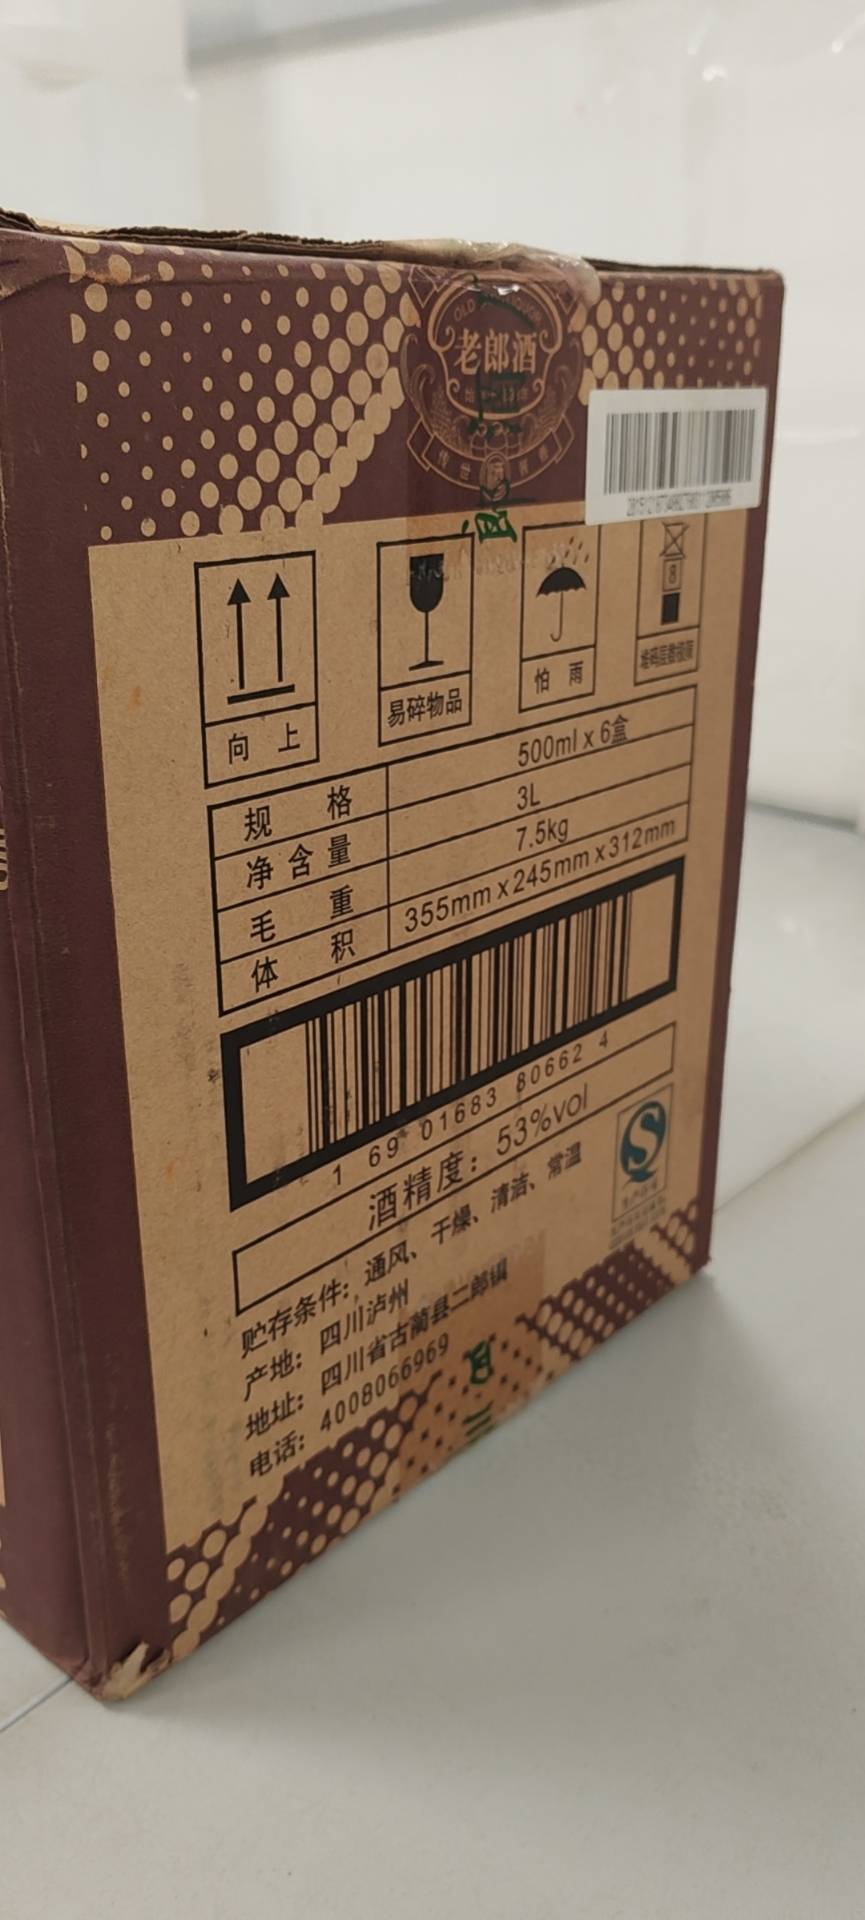 老郎酒
向 上
易碎物品
怕 雨
8
堆码层数极限
规 格 500ml x 6盒
净含量 3L
毛 重 7.5kg
体 积 355mm x 245mm x 312mm
1 69 01683 80662 4
酒精度: 53%vol
贮存条件: 通风、干燥、清洁、常温
产地: 四川泸州
地址: 四川省古蔺县二郎镇
电话: 4008066969